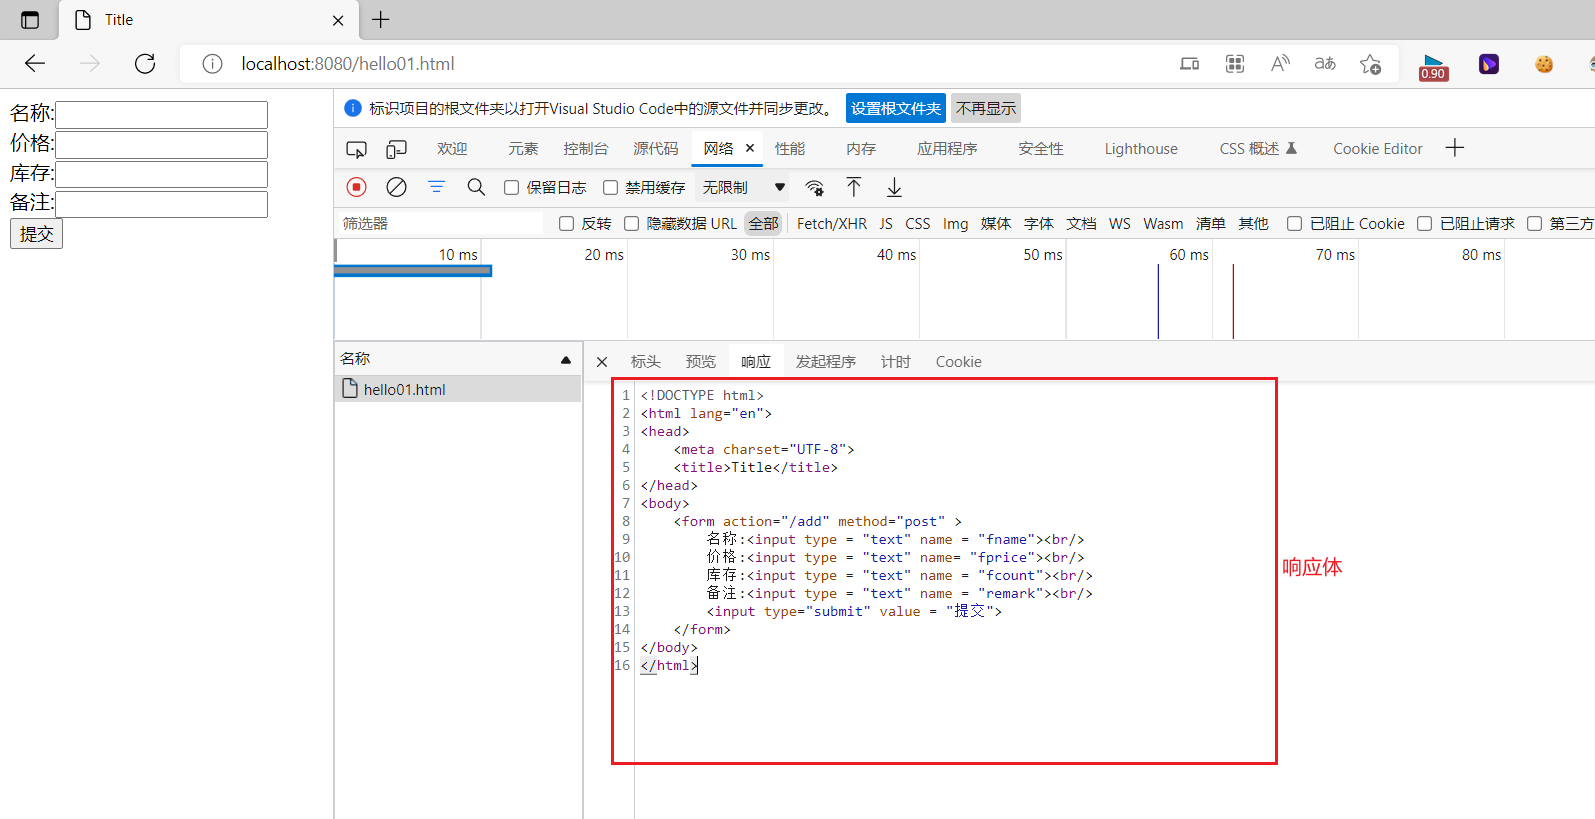 Title
localhost:8080/hello01.html
aあ
0.90
名称:
价格:
库存:
备注:
提交
标识项目的根文件夹以打开Visual Studio Code中的源文件并同步更改。 设置根文件夹 不再显示
欢迎 元素 控制台 源代码 网络 性能 内存 应用程序 安全性 Lighthouse CSS 概述 Cookie Editor
保留日志 禁用缓存 无限制
筛选器 反转 隐藏数据 URL 全部 Fetch/XHR JS CSS Img 媒体 字体 文档 WS Wasm 清单 其他 已阻止 Cookie 已阻止请求 第三方
10 ms 20 ms 30 ms 40 ms 50 ms 60 ms 70 ms 80 ms
名称
hello01.html
标头 预览 响应 发起程序 计时 Cookie
1 <!DOCTYPE html>
2 <html lang="en">
3 <head>
4 <meta charset="UTF-8">
5 <title>Title</title>
6 </head>
7 <body>
8 <form action="/add" method="post" >
9 名称:<input type = "text" name = "fname"><br/>
10 价格:<input type = "text" name= "fprice"><br/>
11 库存:<input type = "text" name = "fcount"><br/>
12 备注:<input type = "text" name = "remark"><br/>
13 <input type="submit" value = "提交">
14 </form>
15 </body>
16 </html>
响应体